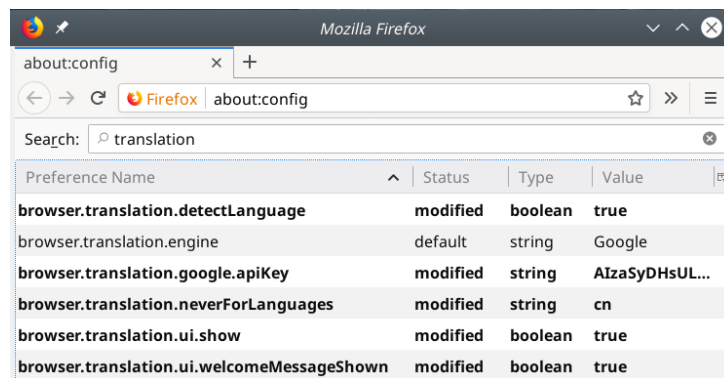 Mozilla Firefox
about:config
Firefox about:config
Search: translation
Preference Name Status Type Value
browser.translation.detectLanguage modified boolean true
browser.translation.engine default string Google
browser.translation.google.apiKey modified string AIzaSyDHsUL...
browser.translation.neverForLanguages modified string cn
browser.translation.ui.show modified boolean true
browser.translation.ui.welcomeMessageShown modified boolean true